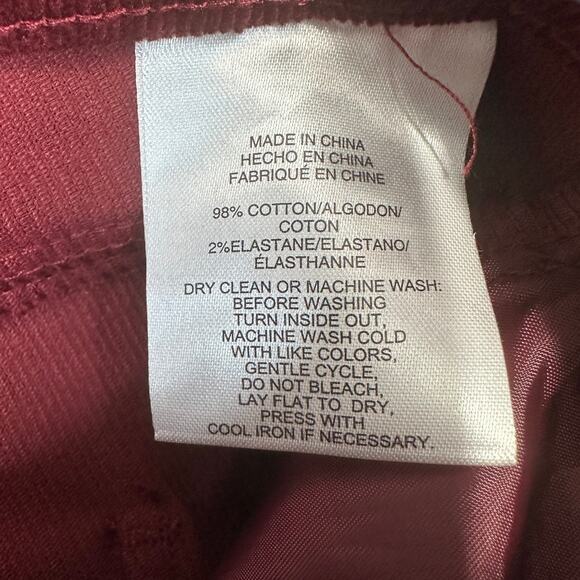 MADE IN CHINA
HECHO EN CHINA
FABRIQUÉ EN CHINE
98% COTTON/ALGODON/
COTON
2%ELASTANE/ELASTANO/
ÉLASTHANNE
DRY CLEAN OR MACHINE WASH:
BEFORE WASHING
TURN INSIDE OUT,
MACHINE WASH COLD
WITH LIKE COLORS,
GENTLE CYCLE,
DO NOT BLEACH,
LAY FLAT TO DRY,
PRESS WITH
COOL IRON IF NECESSARY.